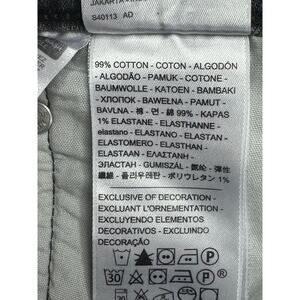 JAKARTA
S40113 AD
99% COTTON - COTON - ALGODÓN
- ALGODÃO - PAMUK - COTONE -
BAUMWOLLE - KATOEN - BAMBAKI
- ХЛОПОК - BAWEŁNA - PAMUT -
BAVLNA - 棉 - 면 - 綿 99% - KAPAS
1% ELASTANE - ÉLASTHANNE -
elastano - ELASTANO - ELASTAN -
ELASTOMERO - ELASTHAN -
ELASTAAN - ΕΛΑΣΤΑΝΗ -
ЭЛАСТАН - GUMISZÁL - 氨纶 - 彈性
纖維 - 폴리우레탄 - ポリウレタン 1%
EXCLUSIVE OF DECORATION -
EXCLUANT L'ORNEMENTATION -
EXCLUYENDO ELEMENTOS
DECORATIVOS - EXCLUINDO
DECORAÇÃO
30